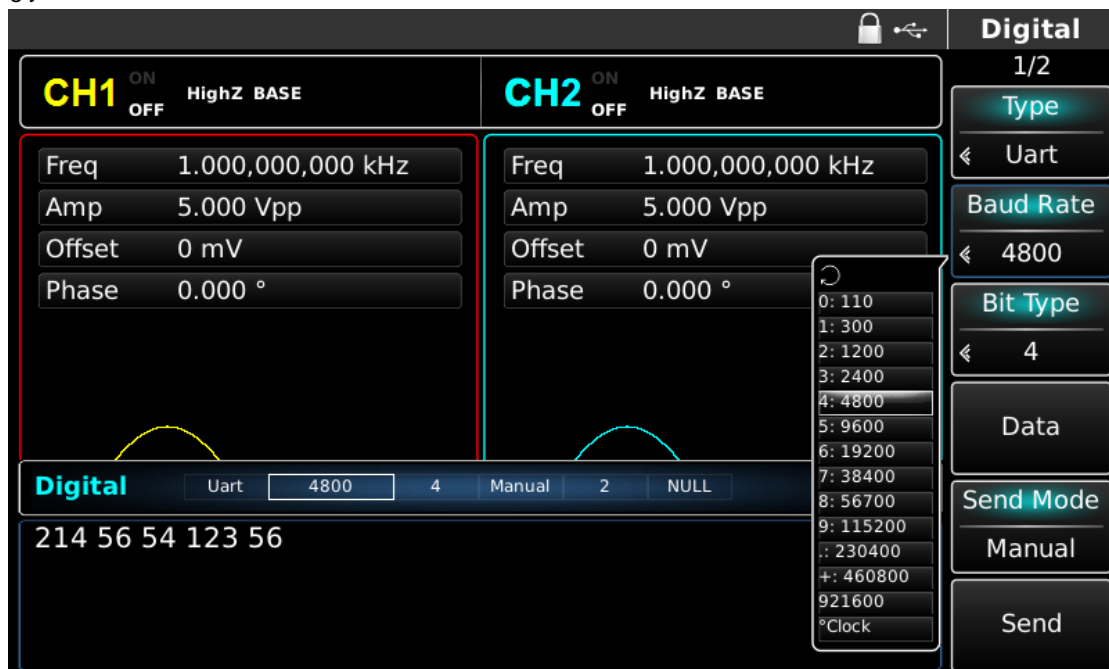 Digital
1/2
CH1 ON OFF HighZ BASE
CH2 ON OFF HighZ BASE
Freq 1.000,000,000 kHz
Amp 5.000 Vpp
Offset 0 mV
Phase 0.000 °
Freq 1.000,000,000 kHz
Amp 5.000 Vpp
Offset 0 mV
Phase 0.000 °
Type
Uart
Baud Rate
4800
Bit Type
4
Data
Send Mode
Manual
Send
0: 110
1: 300
2: 1200
3: 2400
4: 4800
5: 9600
6: 19200
7: 38400
8: 56700
9: 115200
.: 230400
+: 460800
921600
°Clock
Digital Uart 4800 4 Manual 2 NULL
214 56 54 123 56